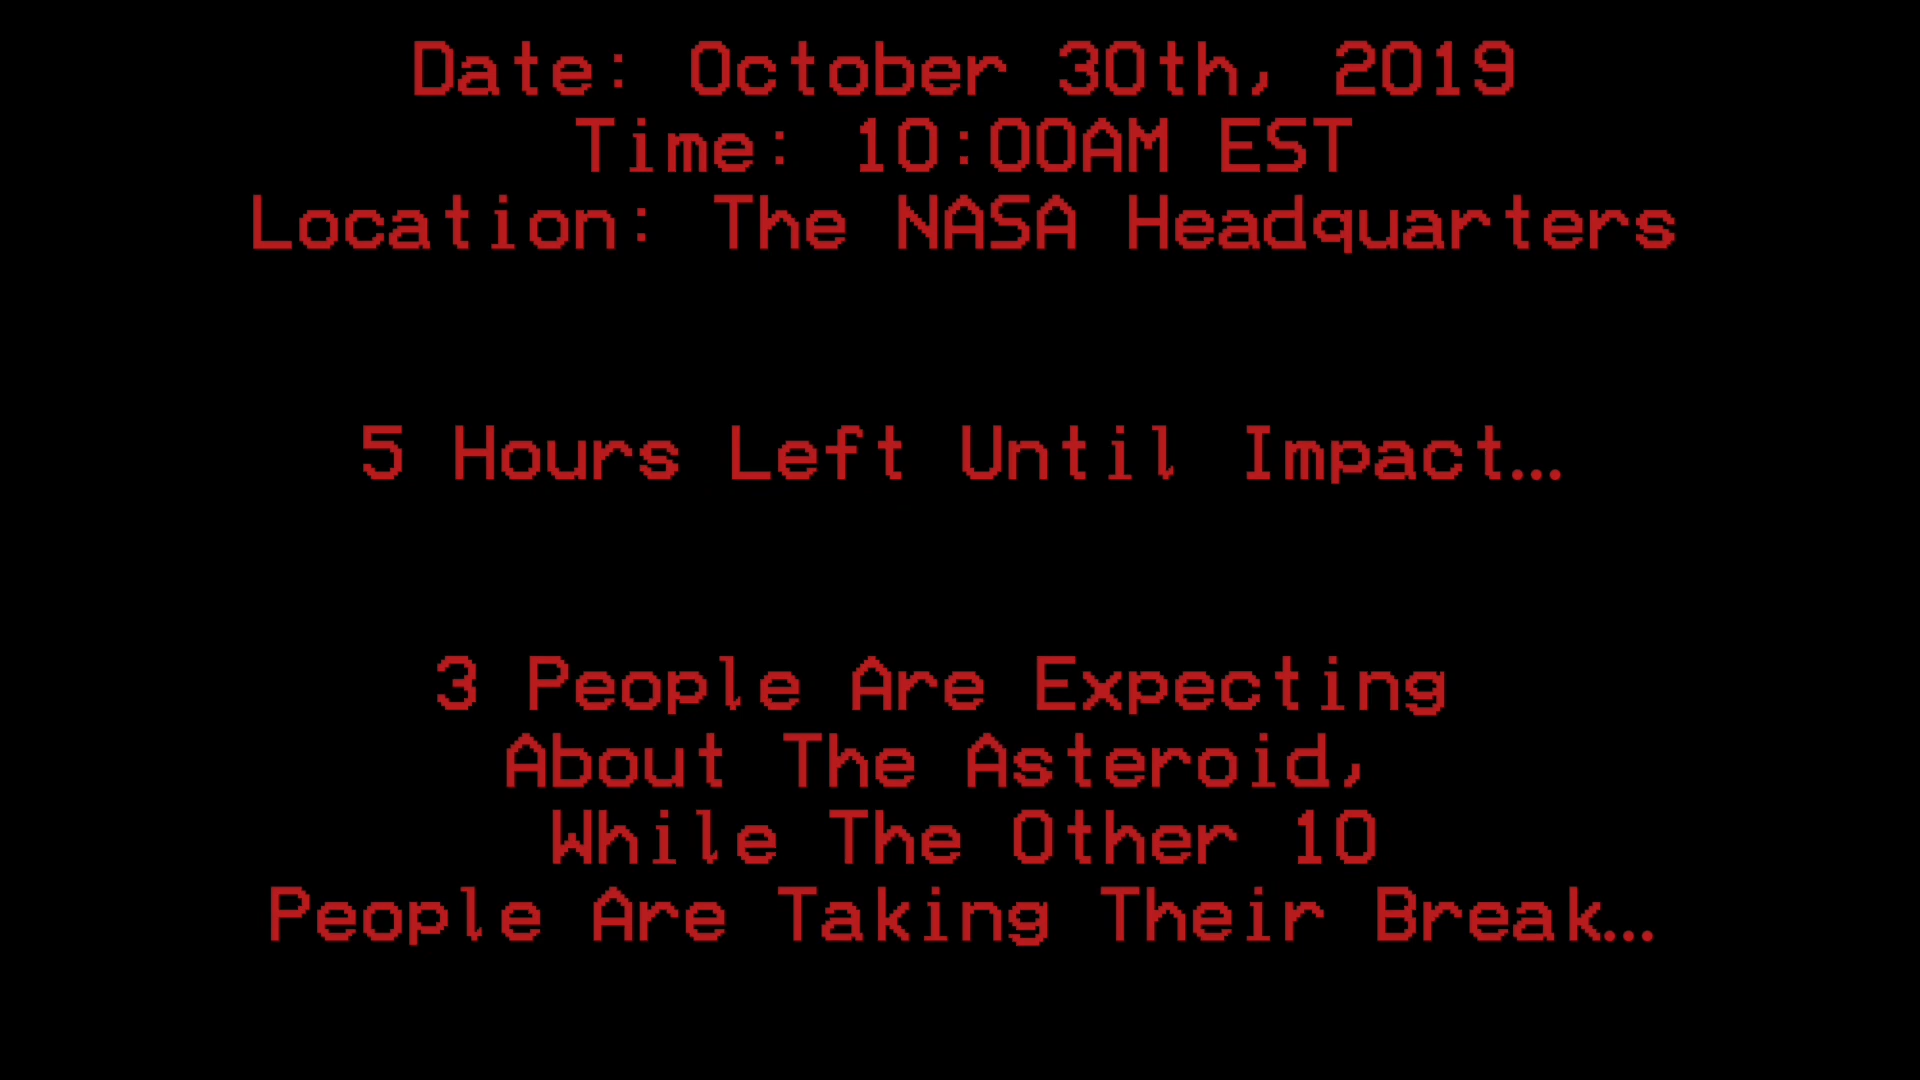 Date: October 30th, 2019
Time: 10:00AM EST
Location: The NASA Headquarters
5 Hours Left Until Impact...
3 People Are Expecting
About The Asteroid,
While The Other 10
People Are Taking Their Break...